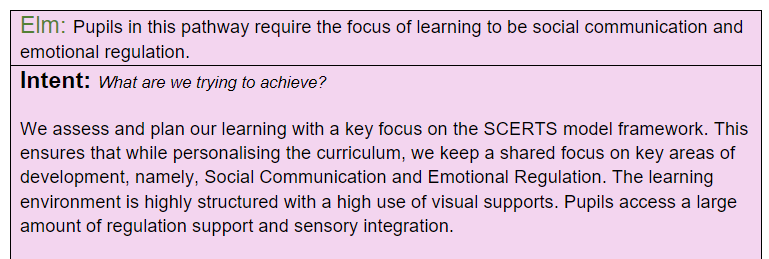 Elm: Pupils in this pathway require the focus of learning to be social communication and
emotional regulation.
Intent: What are we trying to achieve?
We assess and plan our learning with a key focus on the SCERTS model framework. This
ensures that while personalising the curriculum, we keep a shared focus on key areas of
development, namely, Social Communication and Emotional Regulation. The learning
environment is highly structured with a high use of visual supports. Pupils access a large
amount of regulation support and sensory integration.